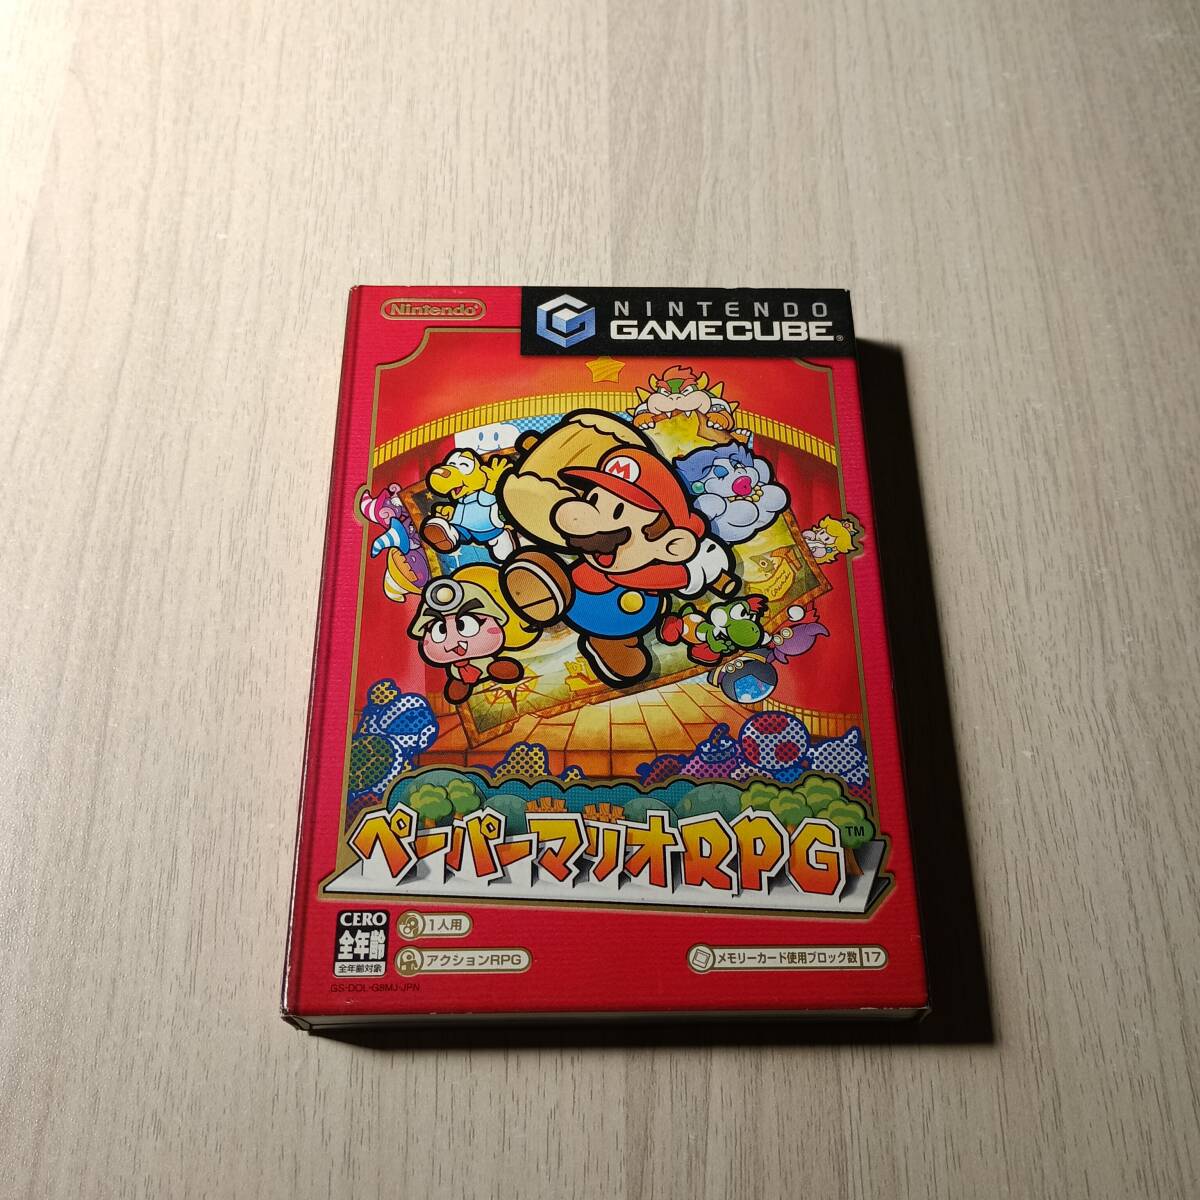 Nintendo
NINTENDO
GAMECUBE®
M
ペーパーマリオRPG™
CERO
全年齢
全年齢対象
1人用
アクションRPG
メモリーカード使用ブロック数 17
GS-DOL-G8MJ-JPN